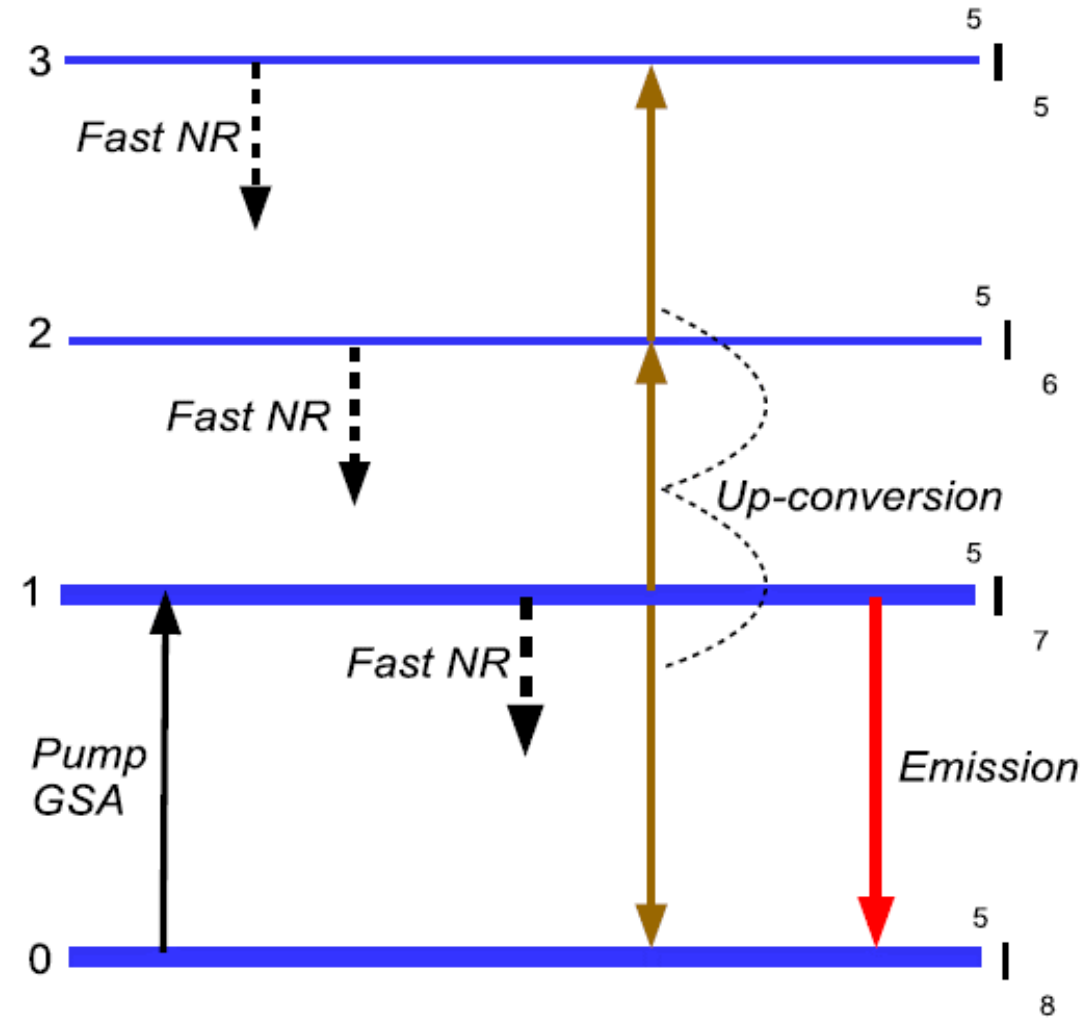 5
3 I
5
Fast NR
5
2 I
6
Fast NR
Up-conversion
5
1 I
7
Fast NR
Pump
GSA
Emission
5
0 I
8